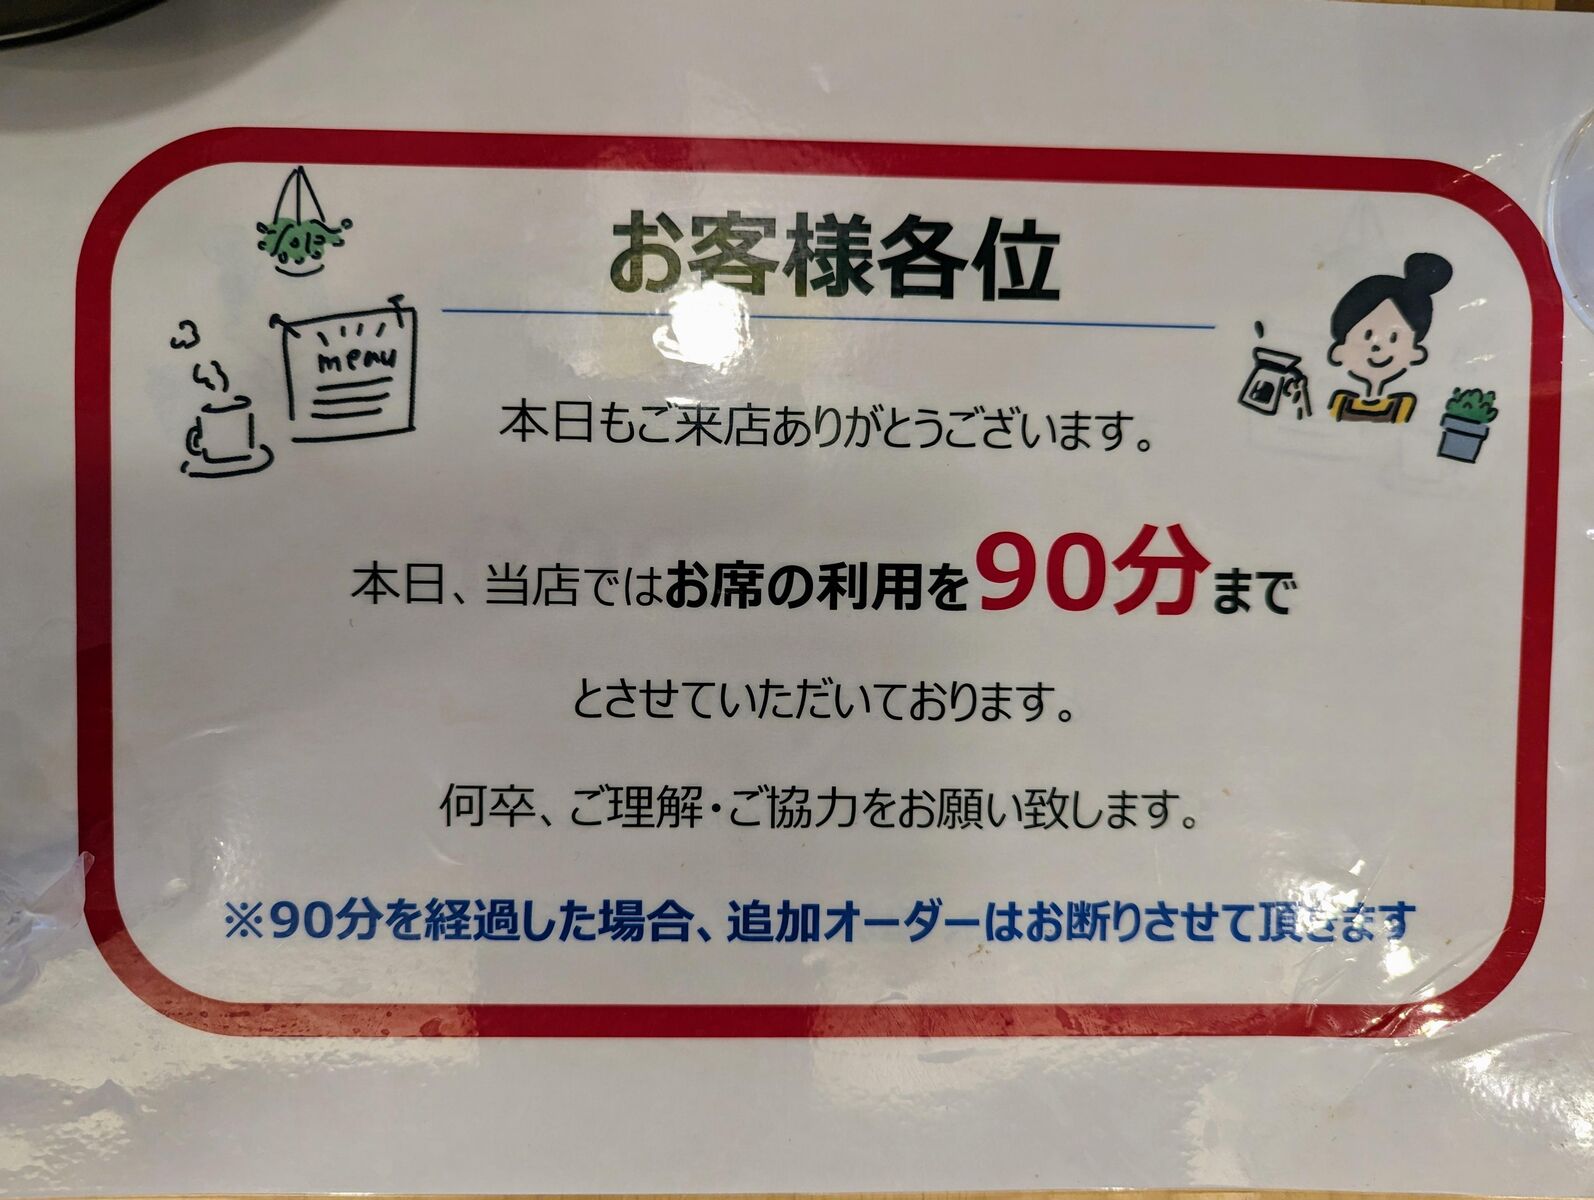 お客様各位
menu
本日もご来店ありがとうございます。
本日、当店ではお席の利用を90分まで
とさせていただいております。
何卒、ご理解・ご協力をお願い致します。
※90分を経過した場合、追加オーダーはお断りさせて頂きます